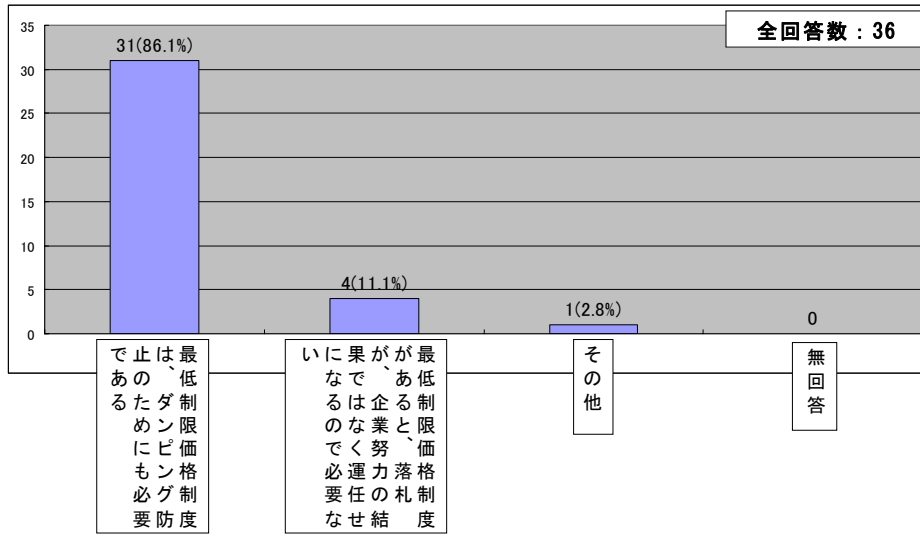 全回答数：36
35
30
25
20
15
10
5
0
31(86.1%)
4(11.1%)
1(2.8%)
0
最低制限価格制度
は、ダンピング防
止のためにも必要
である
最低制限価格制度
があると、落札
が、企業努力の結
果ではなく運任せ
になるので必要な
い
その他
無回答